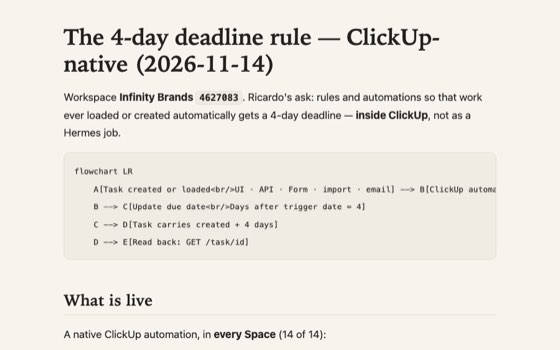 The 4-day deadline rule — ClickUp-
native (2026-11-14)
Workspace Infinity Brands 4627083 . Ricardo's ask: rules and automations so that work
ever loaded or created automatically gets a 4-day deadline — inside ClickUp, not as a
Hermes job.
flowchart LR
A[Task created or loaded<br/>UI · API · Form · import · email] --> B[ClickUp automa
B --> C[Update due date<br/>Days after trigger date = 4]
C --> D[Task carries created + 4 days]
D --> E[Read back: GET /task/id]
What is live
A native ClickUp automation, in every Space (14 of 14):